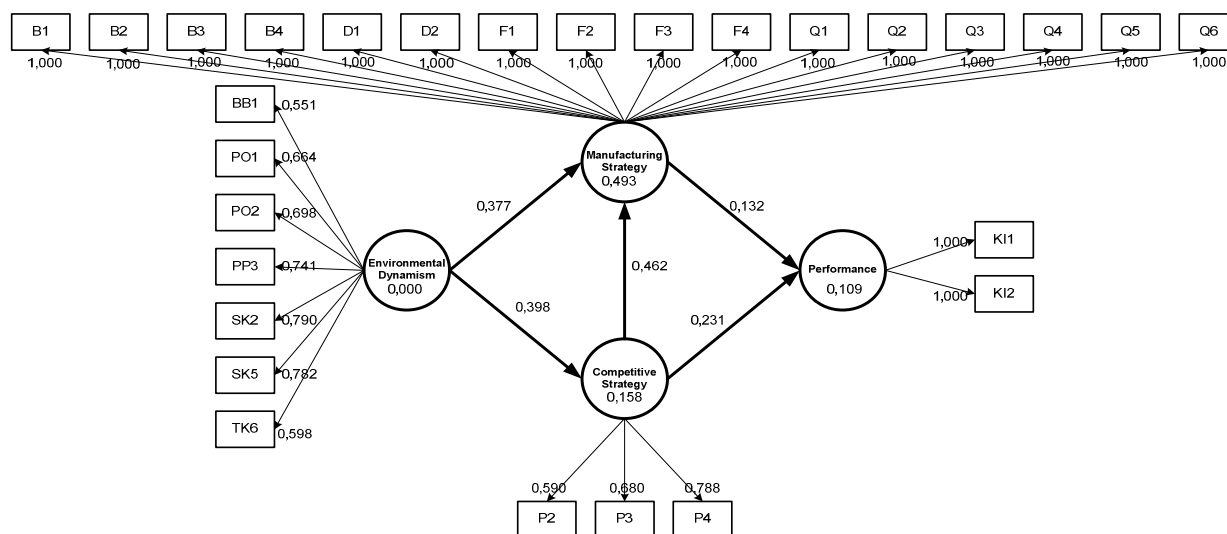 B1 B2 B3 B4 D1 D2 F1 F2 F3 F4 Q1 Q2 Q3 Q4 Q5 Q6
1,000 1,000 1,000 1,000 1,000 1,000 1,000 1,000 1,000 1,000 1,000 1,000 1,000 1,000 1,000 1,000
BB1 0,551
PO1 0,664
PO2 0,698
PP3 0,741
SK2 0,790
SK5 0,782
TK6 0,598
Environmental
Dynamism
0,000
0,377
0,398
Manufacturing
Strategy
0,493
0,462
Competitive
Strategy
0,158
0,132
0,231
Performance
0,109
1,000 KI1
1,000 KI2
0,590 0,680 0,788
P2 P3 P4